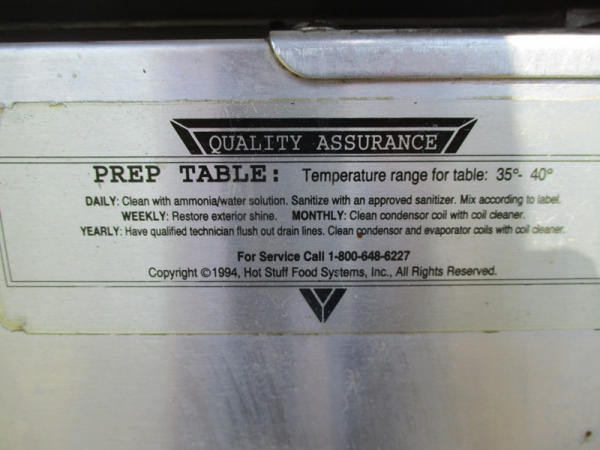 QUALITY ASSURANCE
PREP TABLE: Temperature range for table: 35°- 40°
DAILY: Clean with ammonia/water solution. Sanitize with an approved sanitizer. Mix according to label.
WEEKLY: Restore exterior shine. MONTHLY: Clean condensor coil with coil cleaner.
YEARLY: Have qualified technician flush out drain lines. Clean condensor and evaporator coils with coil cleaner.
For Service Call 1-800-648-6227
Copyright ©1994, Hot Stuff Food Systems, Inc., All Rights Reserved.